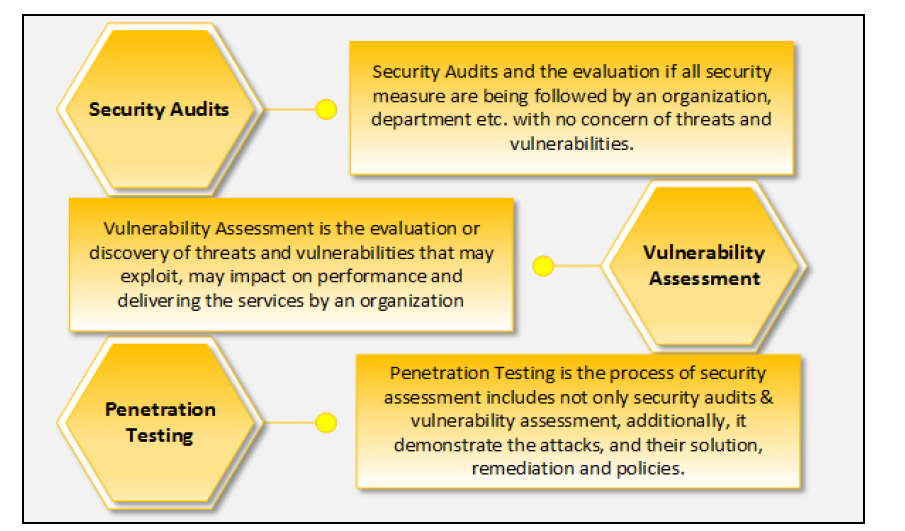 Security Audits
Security Audits and the evaluation if all security
measure are being followed by an organization,
department etc. with no concern of threats and
vulnerabilities.
Vulnerability Assessment is the evaluation or
discovery of threats and vulnerabilities that may
exploit, may impact on performance and
delivering the services by an organization
Vulnerability
Assessment
Penetration
Testing
Penetration Testing is the process of security
assessment includes not only security audits &
vulnerability assessment, additionally, it
demonstrate the attacks, and their solution,
remediation and policies.